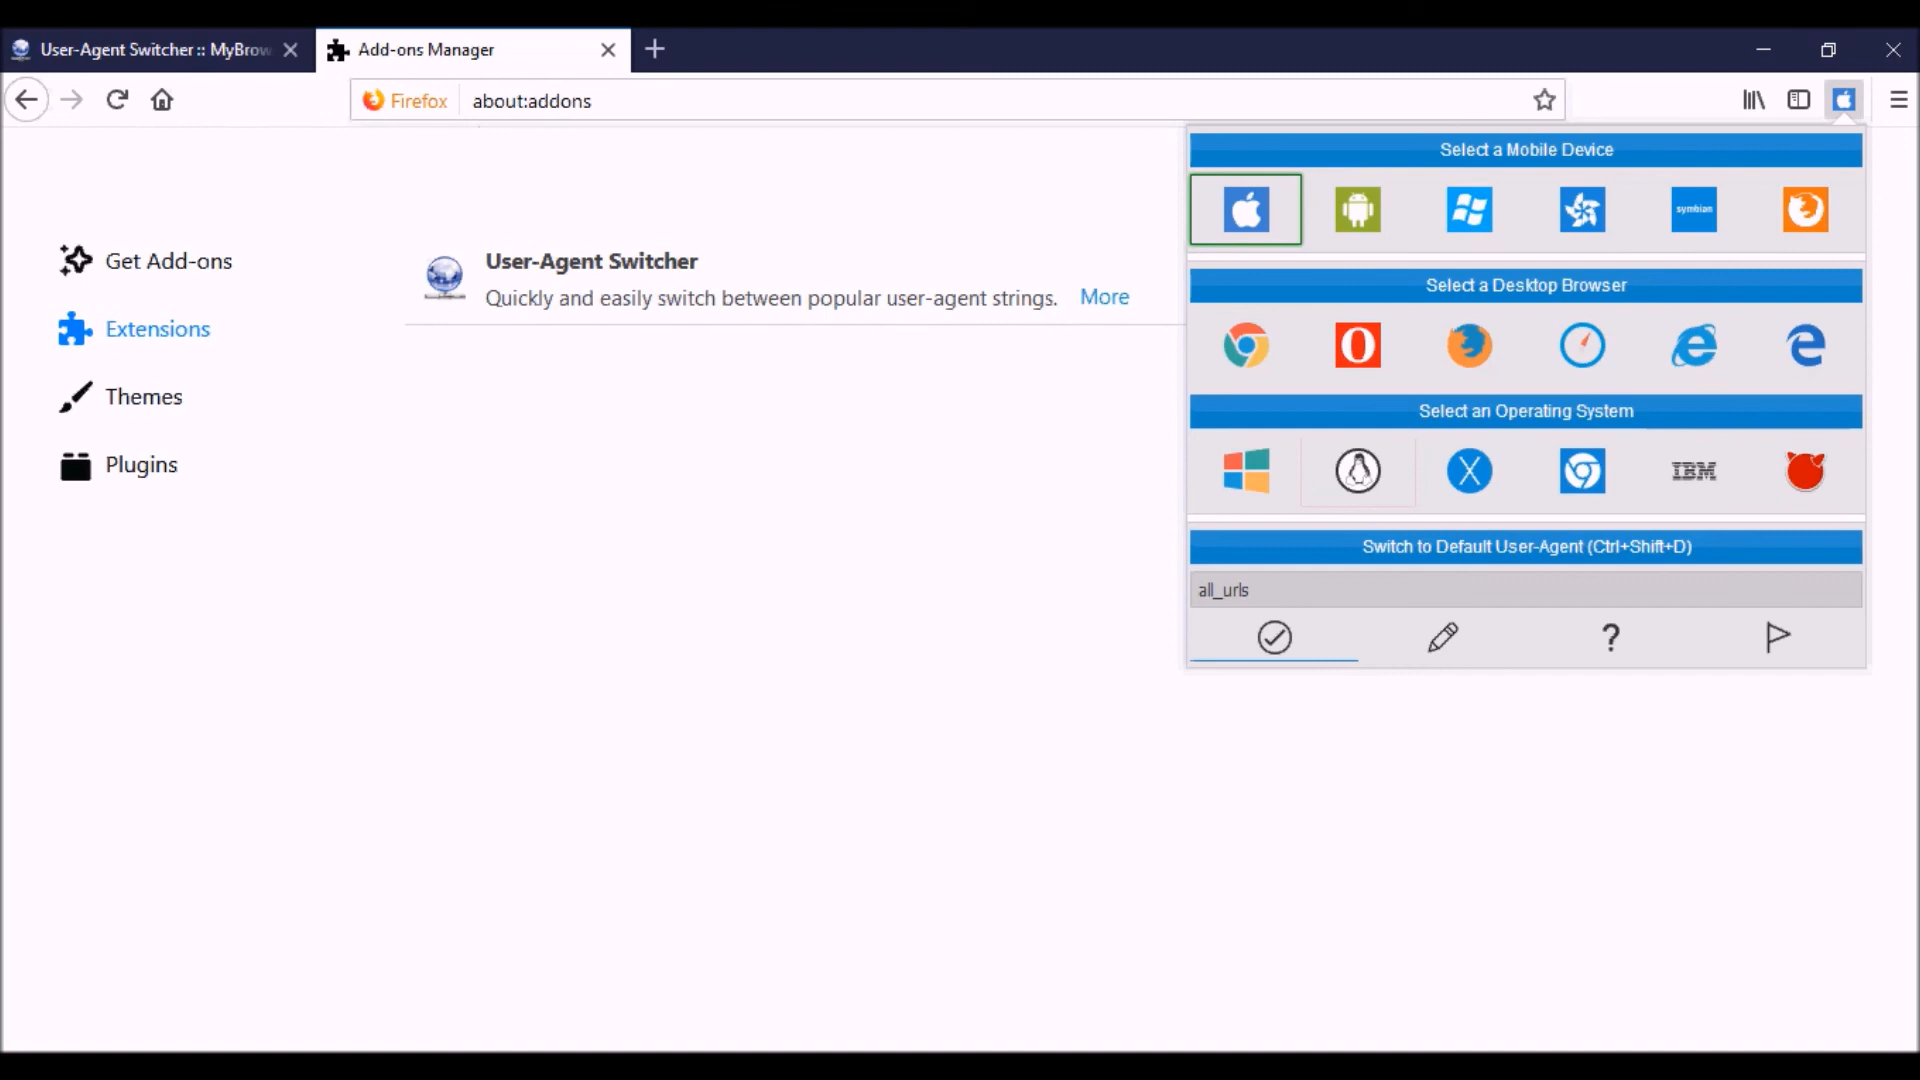 User-Agent Switcher :: MyBrow
Add-ons Manager
Firefox
about:addons
Select a Mobile Device
symbian
Get Add-ons
Extensions
Themes
Plugins
User-Agent Switcher
Quickly and easily switch between popular user-agent strings. More
Select a Desktop Browser
Select an Operating System
IBM
Switch to Default User-Agent (Ctrl+Shift+D)
all_urls
?